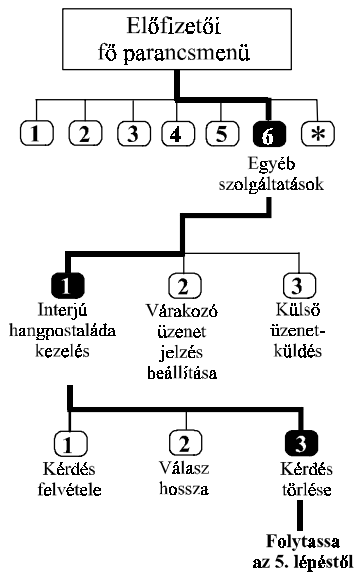 Előfizetői
fő parancsmenü
1 2 3 4 5 6 *
Egyéb
szolgáltatások
1 2 3
Interjú
hangpostaláda
kezelés
Várakozó
üzenet
jelzés
beállítása
Külső
üzenet-
küldés
1 2 3
Kérdés
felvétele
Válasz
hossza
Kérdés
törlése
Folytassa
az 5. lépéstől